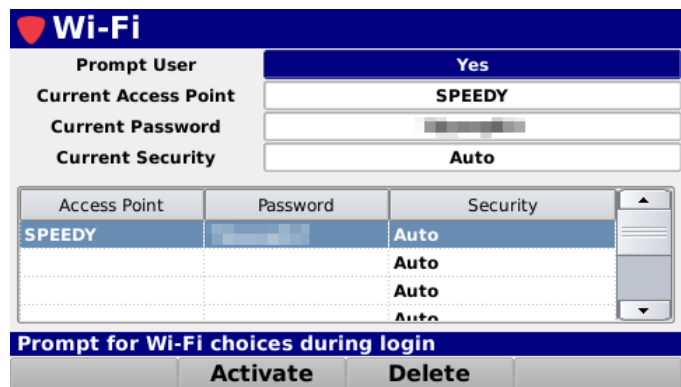 Wi-Fi
Prompt User Yes
Current Access Point SPEEDY
Current Password
Current Security Auto
Access Point Password Security
SPEEDY Auto
Auto
Auto
Auto
Prompt for Wi-Fi choices during login
Activate Delete